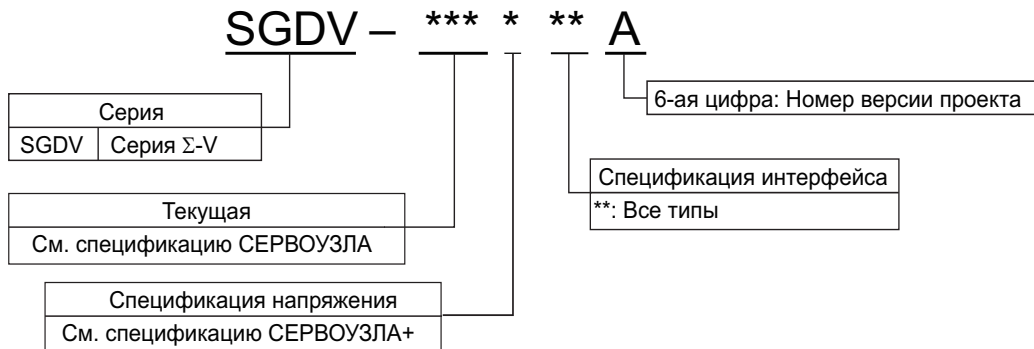 SGDV – *** * ** A
6-ая цифра: Номер версии проекта
Серия
SGDV Серия Σ-V
Спецификация интерфейса
**: Все типы
Текущая
См. спецификацию СЕРВОУЗЛА
Спецификация напряжения
См. спецификацию СЕРВОУЗЛА+